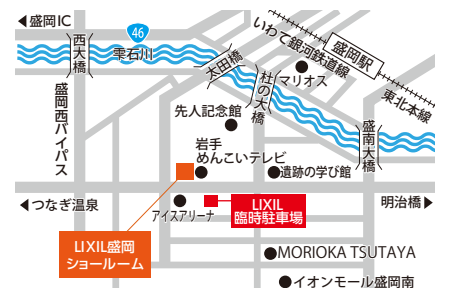 ◀盛岡IC
46
西大橋
雫石川
太田橋
いわて銀河鉄道線
盛岡駅
マリオス
杜の大橋
東北本線
盛岡西バイパス
先人記念館
盛南大橋
岩手
めんこいテレビ
遺跡の学び館
◀つなぎ温泉
アイスアリーナ
LIXIL
臨時駐車場
明治橋▶
LIXIL盛岡
ショールーム
MORIOKA TSUTAYA
イオンモール盛岡南